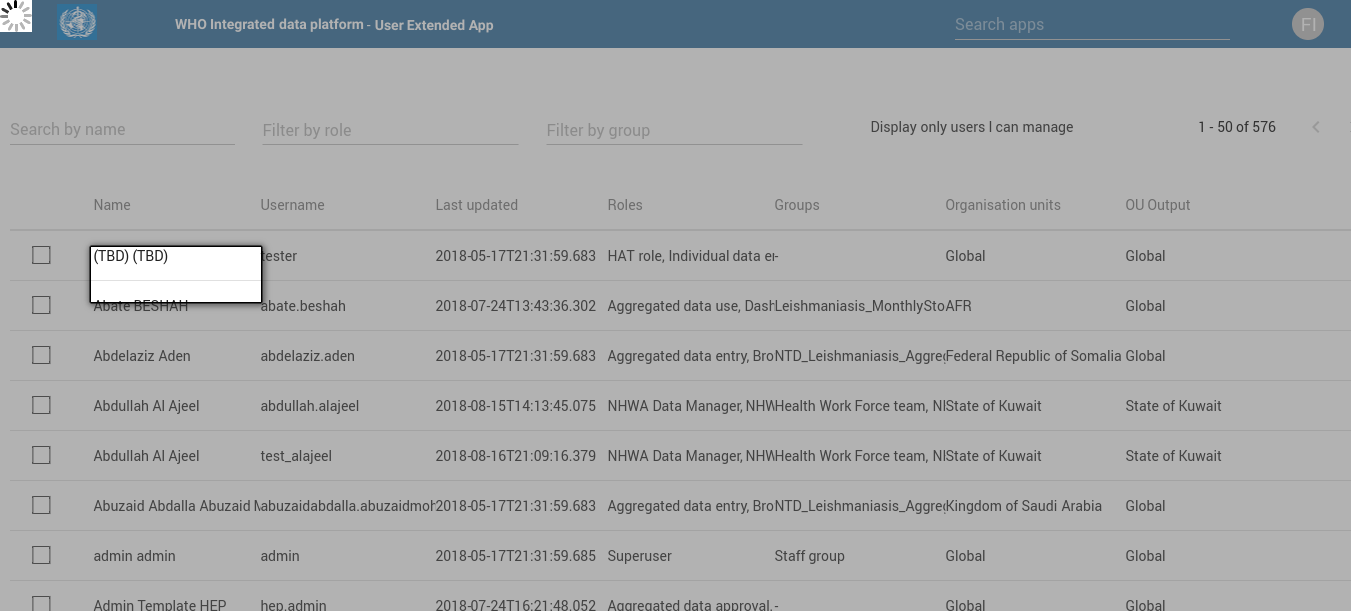 WHO Integrated data platform - User Extended App
Search apps
FI
Search by name
Filter by role
Filter by group
Display only users I can manage
1 - 50 of 576
Name Username Last updated Roles Groups Organisation units OU Output
(TBD) (TBD) tester 2018-05-17T21:31:59.683 HAT role, Individual data er - Global Global
Abate BESHAH abate.beshah 2018-07-24T13:43:36.302 Aggregated data use, Dash Leishmaniasis_MonthlySto AFR Global
Abdelaziz Aden abdelaziz.aden 2018-05-17T21:31:59.683 Aggregated data entry, Bro NTD_Leishmaniasis_Aggre Federal Republic of Somalia Global
Abdullah Al Ajeel abdullah.alajeel 2018-08-15T14:13:45.075 NHWA Data Manager, NHW Health Work Force team, NI State of Kuwait State of Kuwait
Abdullah Al Ajeel test_alajeel 2018-08-16T21:09:16.379 NHWA Data Manager, NHW Health Work Force team, NI State of Kuwait State of Kuwait
Abuzaid Abdalla Abuzaid M abuzaidabdalla.abuzaidmoh 2018-05-17T21:31:59.683 Aggregated data entry, Bro NTD_Leishmaniasis_Aggre Kingdom of Saudi Arabia Global
admin admin admin 2018-05-17T21:31:59.685 Superuser Staff group Global Global
Admin Template HEP hep.admin 2018-07-24T16:21:48.052 Aggregated data approval, - Global Global